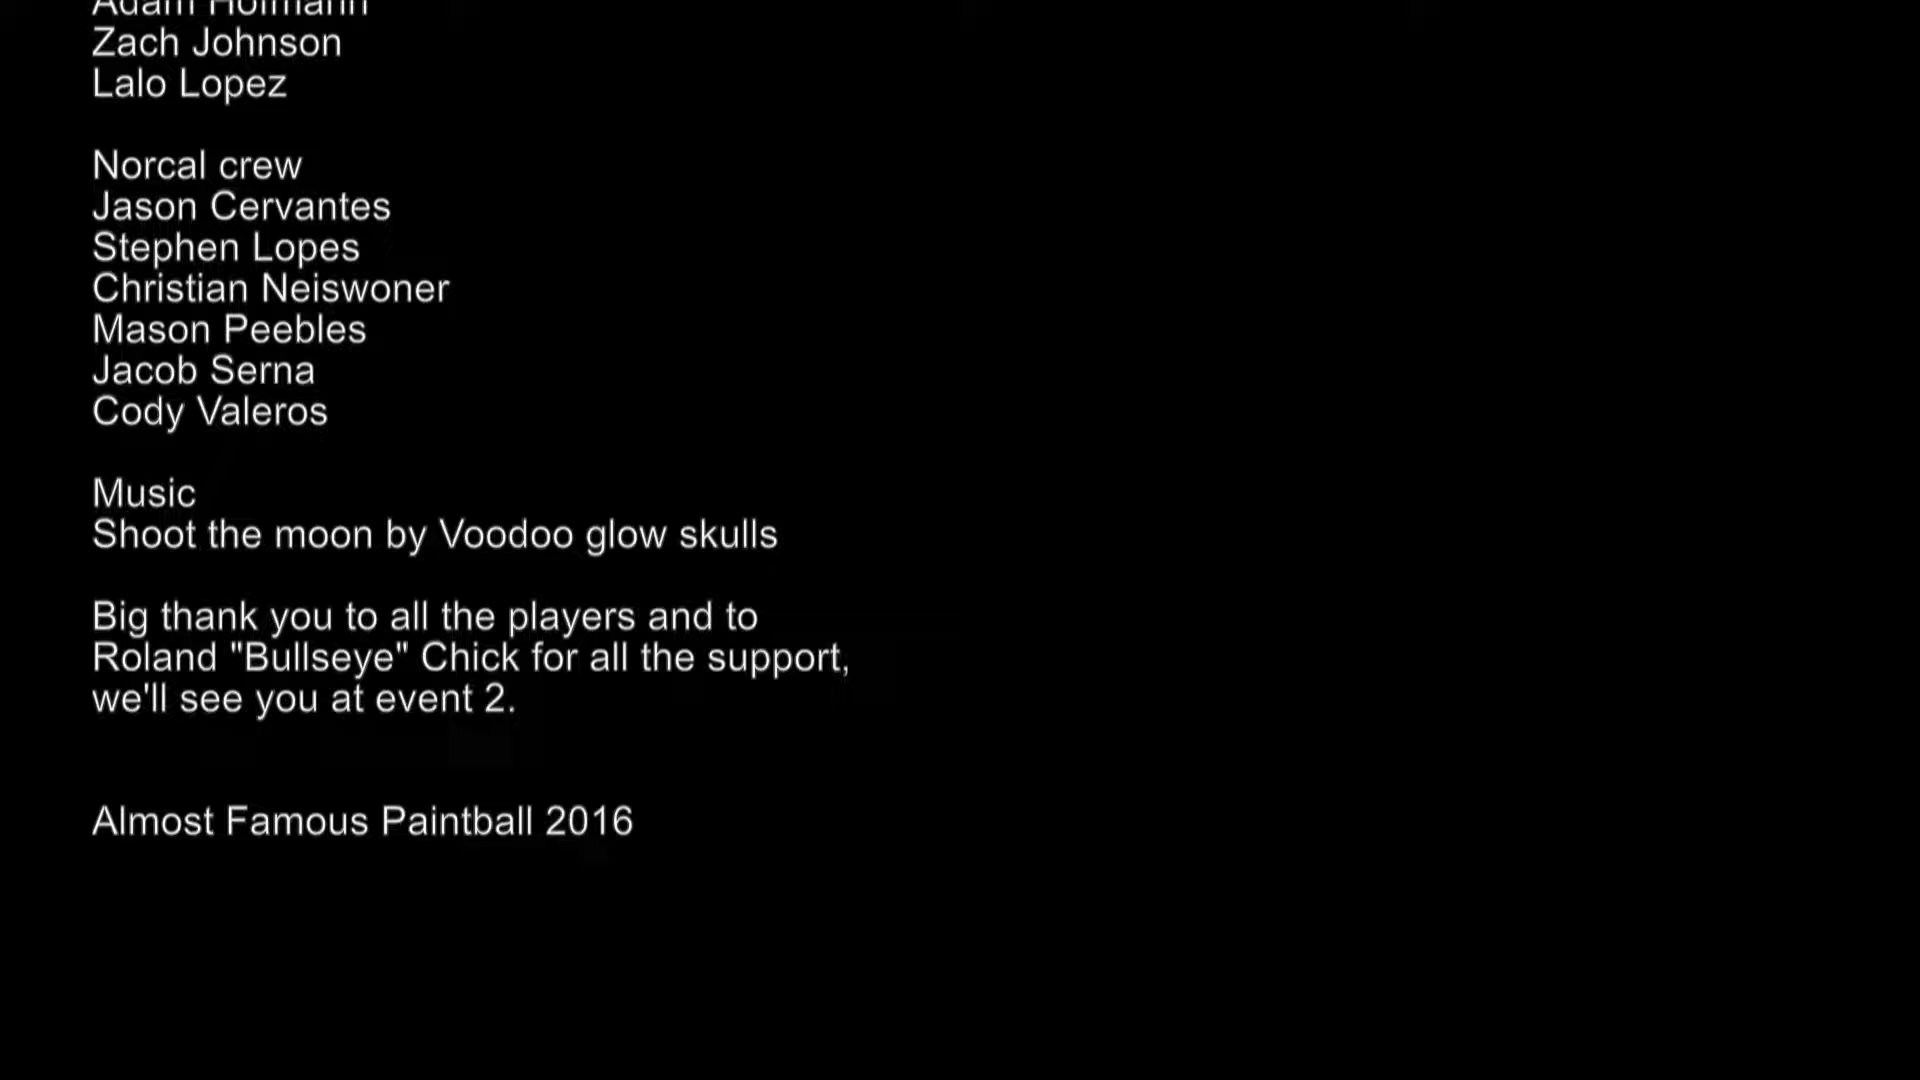 Adam Hofmann
Zach Johnson
Lalo Lopez
Norcal crew
Jason Cervantes
Stephen Lopes
Christian Neiswoner
Mason Peebles
Jacob Serna
Cody Valeros
Music
Shoot the moon by Voodoo glow skulls
Big thank you to all the players and to
Roland "Bullseye" Chick for all the support,
we'll see you at event 2.
Almost Famous Paintball 2016